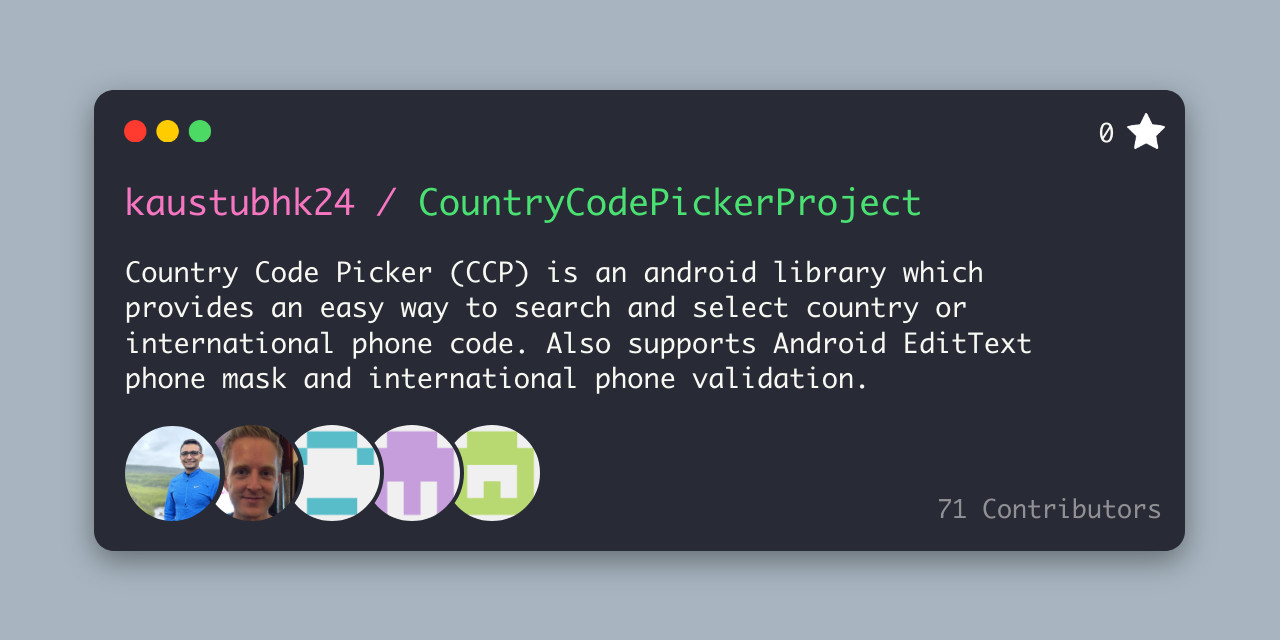 0
kaustubhk24 / CountryCodePickerProject
Country Code Picker (CCP) is an android library which
provides an easy way to search and select country or
international phone code. Also supports Android EditText
phone mask and international phone validation.
71 Contributors